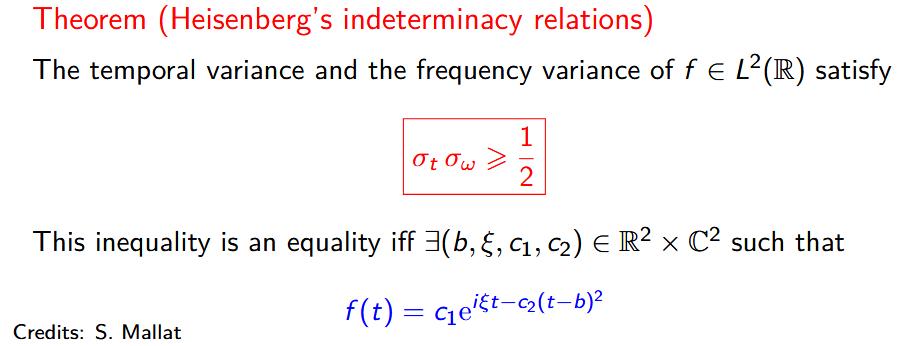 Theorem (Heisenberg's indeterminacy relations)
The temporal variance and the frequency variance of f ∈ L²(ℝ) satisfy
σ_t σ_ω ⩾ 1/2
This inequality is an equality iff ∃(b, ξ, c₁, c₂) ∈ ℝ² × ℂ² such that
f(t) = c₁e^{iξt−c₂(t−b)²}
Credits: S. Mallat